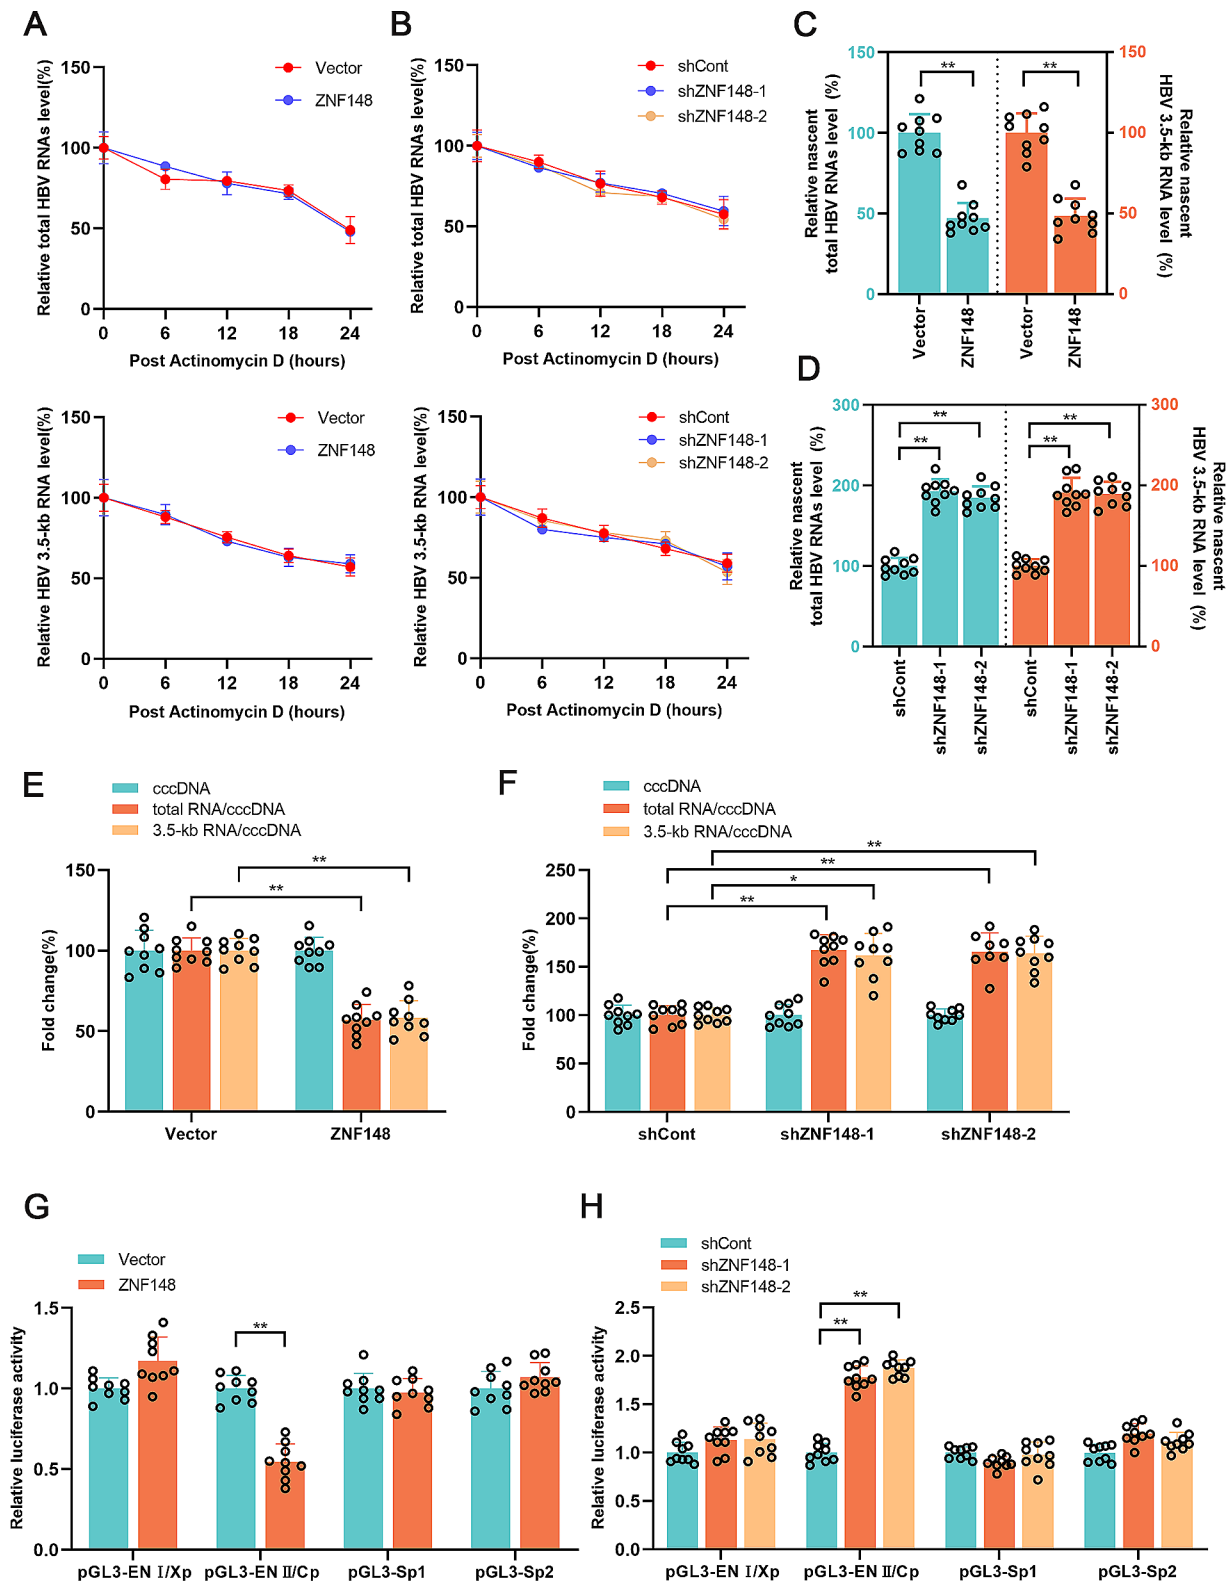 A
Relative total HBV RNAs level(%)
150
100
50
0
Vector
ZNF148
0 6 12 18 24
Post Actinomycin D (hours)
Relative HBV 3.5-kb RNA level(%)
150
100
50
0
Vector
ZNF148
0 6 12 18 24
Post Actinomycin D (hours)
B
Relative total HBV RNAs level(%)
150
100
50
0
shCont
shZNF148-1
shZNF148-2
0 6 12 18 24
Post Actinomycin D (hours)
Relative HBV 3.5-kb RNA level(%)
150
100
50
0
shCont
shZNF148-1
shZNF148-2
0 6 12 18 24
Post Actinomycin D (hours)
C
Relative nascent
total HBV RNAs level (%)
150
100
50
0
** **
150
100
50
0
Relative nascent
HBV 3.5-kb RNA level (%)
Vector ZNF148 Vector ZNF148
D
Relative nascent
total HBV RNAs level (%)
300
200
100
0
** **
** **
300
200
100
0
Relative nascent
HBV 3.5-kb RNA level (%)
shCont shZNF148-1 shZNF148-2 shCont shZNF148-1 shZNF148-2
E
cccDNA
total RNA/cccDNA
3.5-kb RNA/cccDNA
Fold change(%)
150
100
50
0
**
**
Vector ZNF148
F
cccDNA
total RNA/cccDNA
3.5-kb RNA/cccDNA
Fold change(%)
250
200
150
100
50
0
**
**
*
**
shCont shZNF148-1 shZNF148-2
G
Vector
ZNF148
Relative luciferase activity
1.5
1.0
0.5
0.0
**
pGL3-EN Ⅰ/Xp pGL3-EN Ⅱ/Cp pGL3-Sp1 pGL3-Sp2
H
shCont
shZNF148-1
shZNF148-2
Relative luciferase activity
2.5
2.0
1.5
1.0
0.5
0.0
**
**
pGL3-EN Ⅰ/Xp pGL3-EN Ⅱ/Cp pGL3-Sp1 pGL3-Sp2